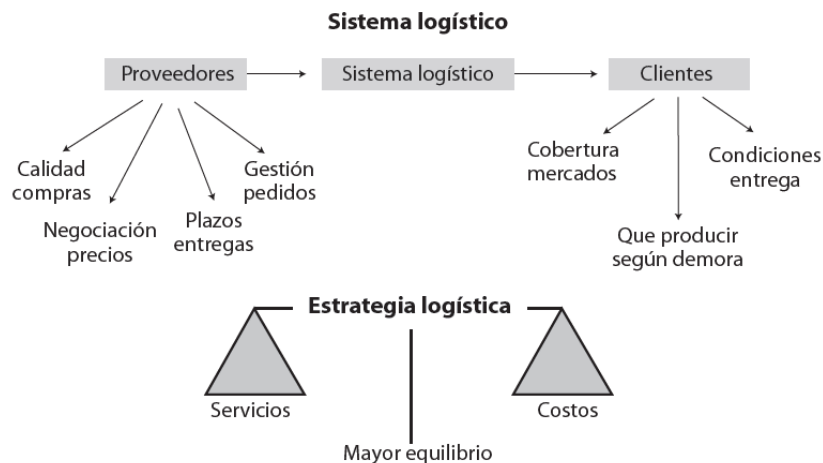 Sistema logístico
Proveedores
Sistema logístico
Clientes
Calidad
compras
Negociación
precios
Plazos
entregas
Gestión
pedidos
Cobertura
mercados
Que producir
según demora
Condiciones
entrega
Estrategia logística
Servicios
Costos
Mayor equilibrio